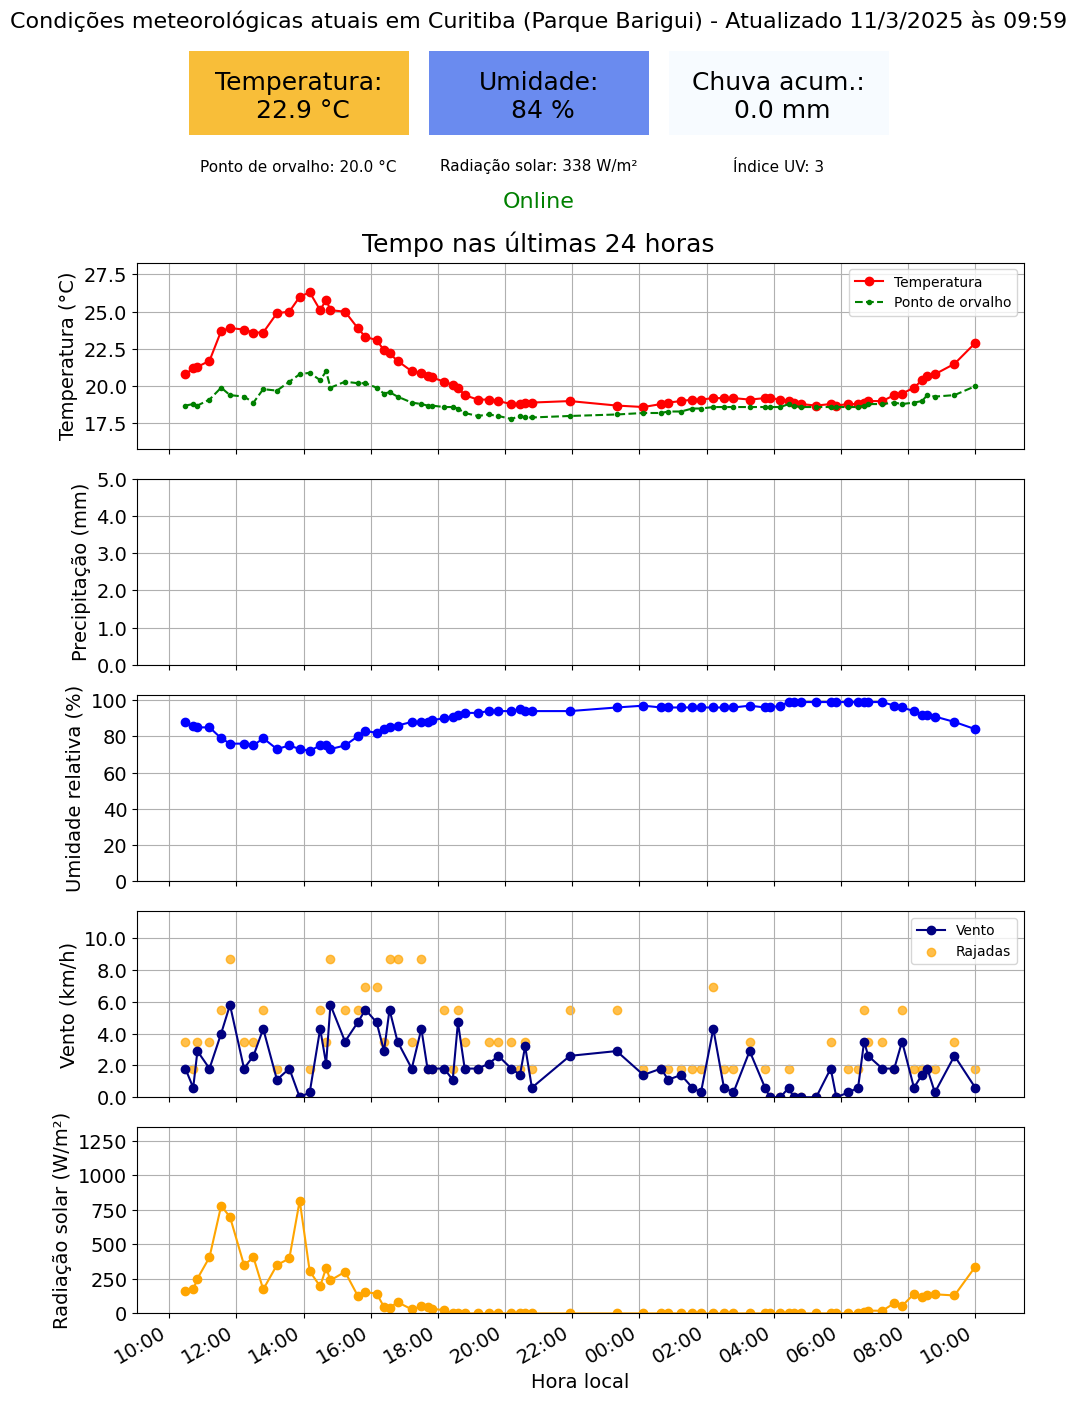 Condições meteorológicas atuais em Curitiba (Parque Barigui) - Atualizado 11/3/2025 às 09:59
Temperatura:
22.9 °C
Umidade:
84 %
Chuva acum.:
0.0 mm
Ponto de orvalho: 20.0 °C
Radiação solar: 338 W/m²
Índice UV: 3
Online
Tempo nas últimas 24 horas
Temperatura (°C)
27.5
25.0
22.5
20.0
17.5
Temperatura
Ponto de orvalho
Precipitação (mm)
5.0
4.0
3.0
2.0
1.0
0.0
Umidade relativa (%)
100
80
60
40
20
0
Vento (km/h)
10.0
8.0
6.0
4.0
2.0
0.0
Vento
Rajadas
Radiação solar (W/m²)
1250
1000
750
500
250
0
10:00
12:00
14:00
16:00
18:00
20:00
22:00
00:00
02:00
04:00
06:00
08:00
10:00
Hora local